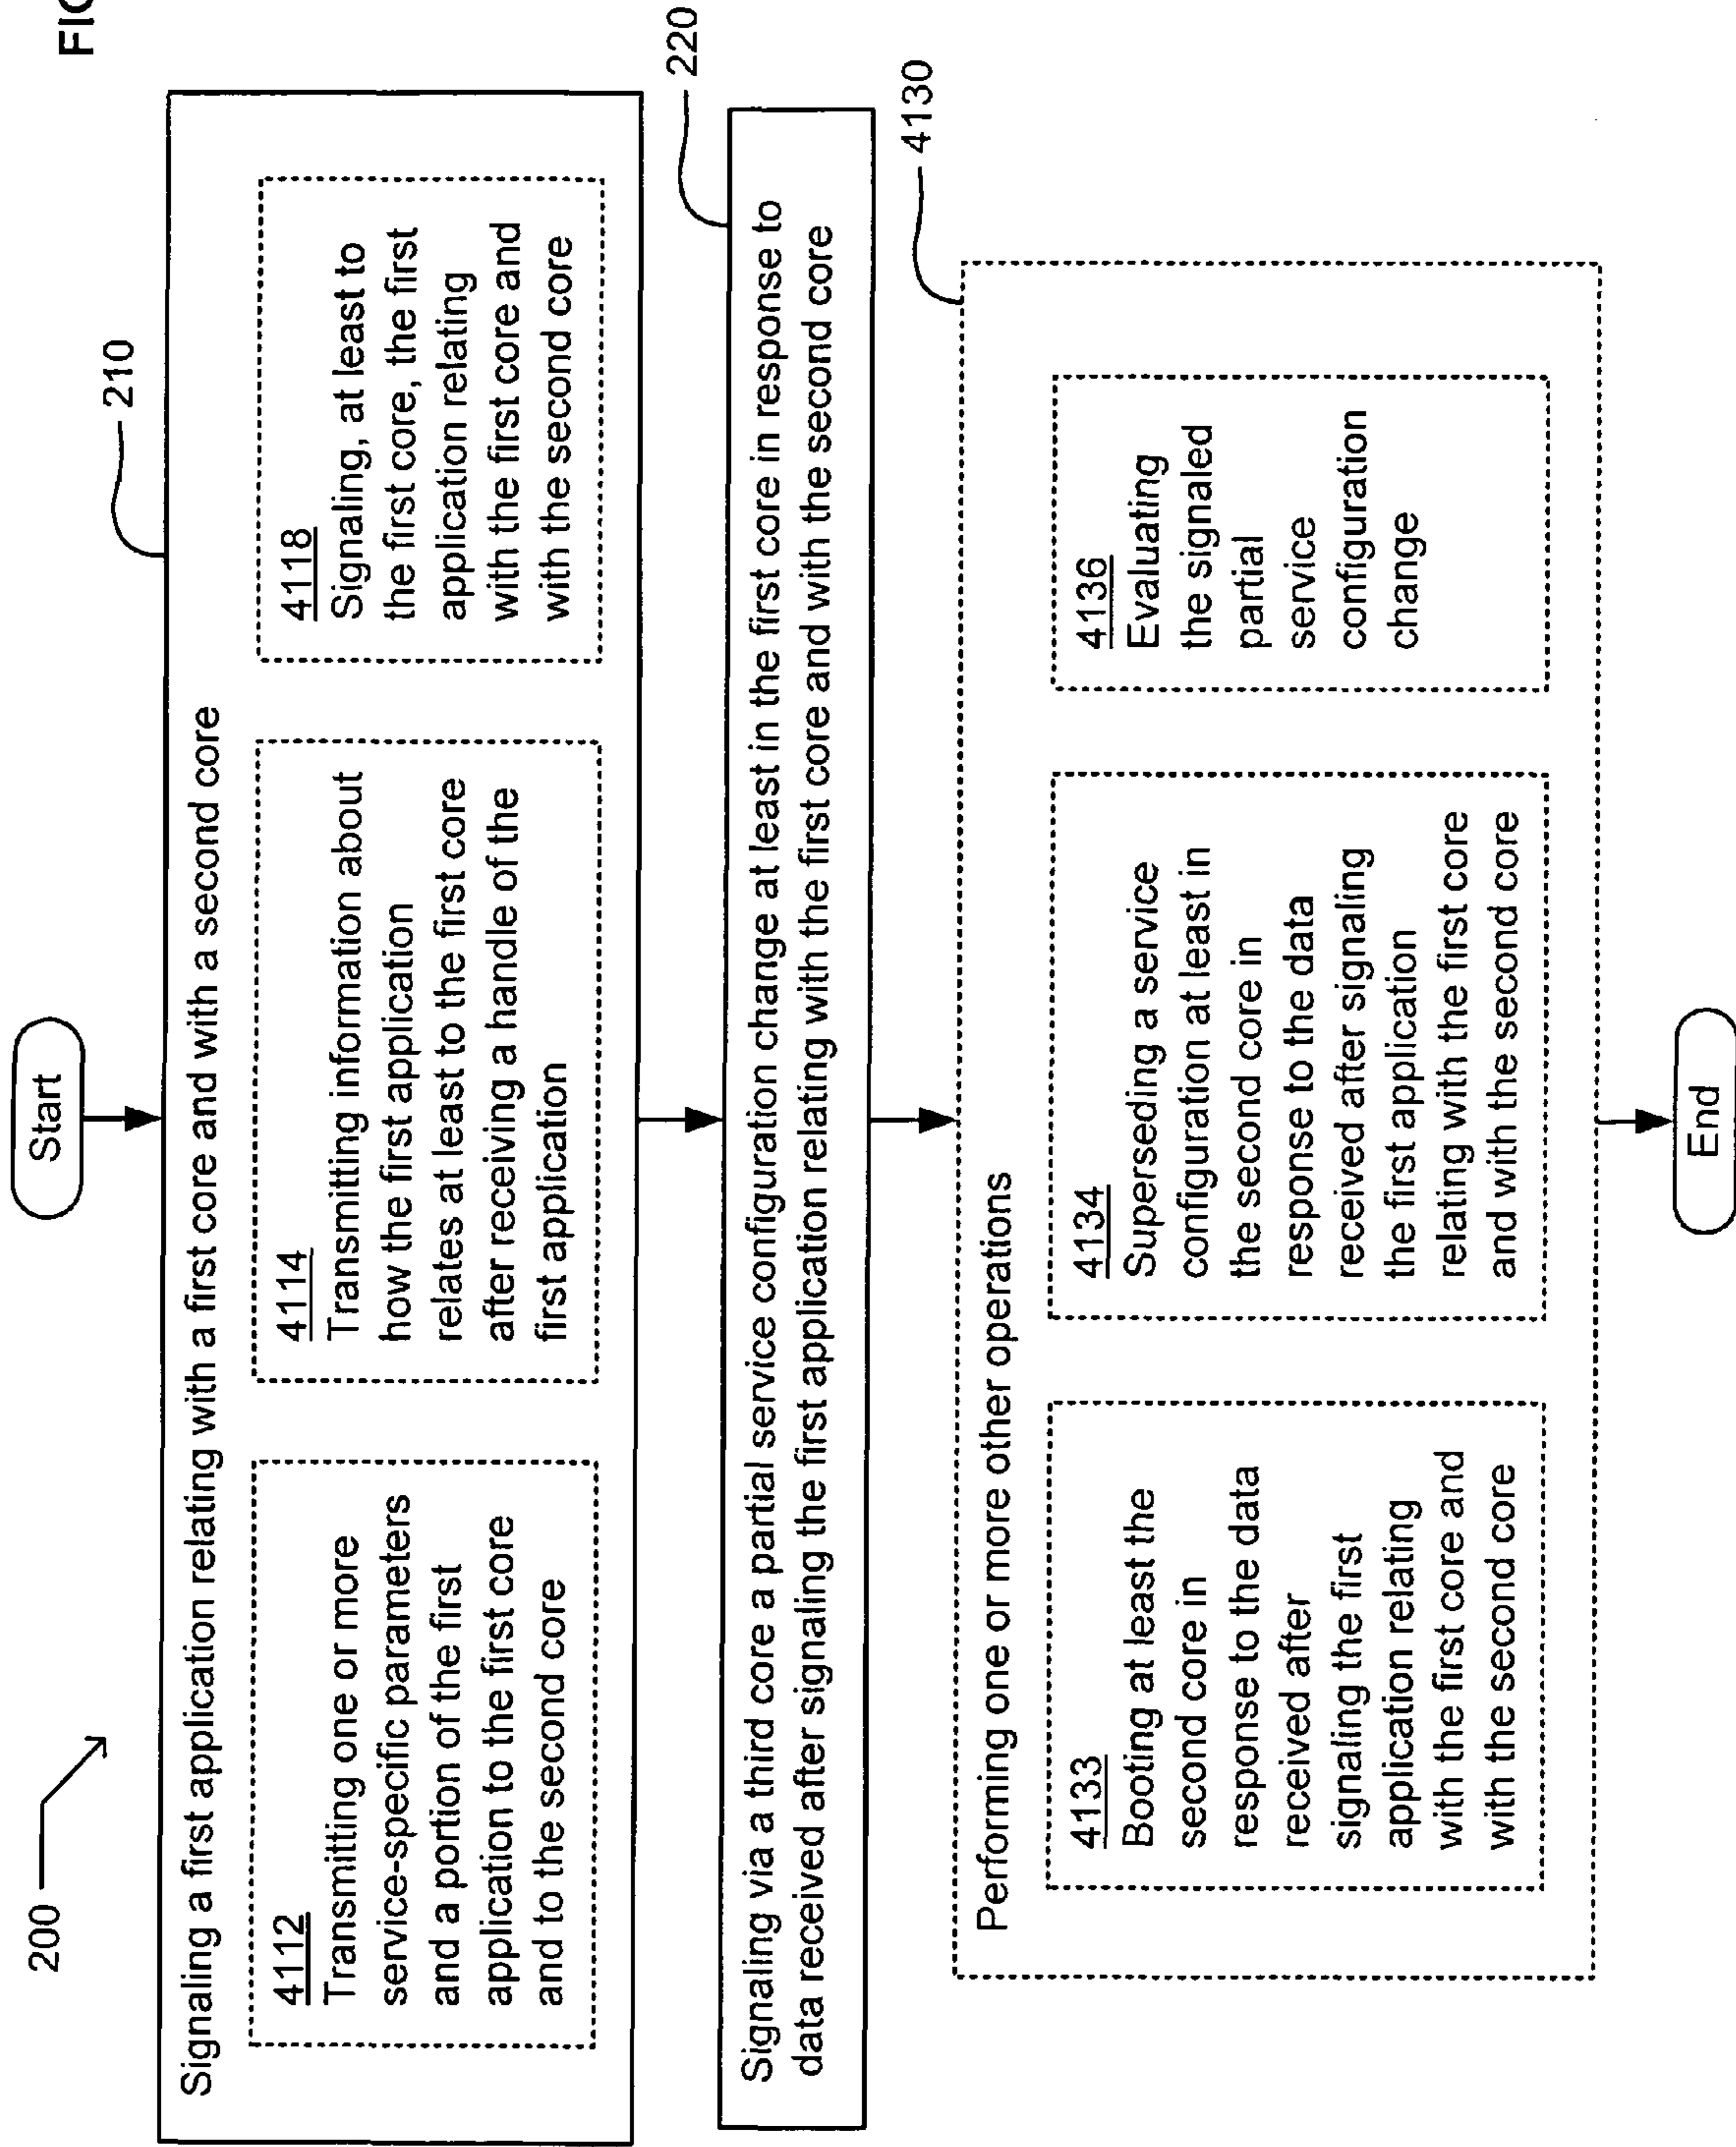 FIG
200
Start
210
Signaling a first application relating with a first core and with a second core
4112
Transmitting one or more
service-specific parameters
and a portion of the first
application to the first core
and to the second core
4114
Transmitting information about
how the first application
relates at least to the first core
after receiving a handle of the
first application
4118
Signaling, at least to
the first core, the first
application relating
with the first core and
with the second core
220
Signaling via a third core a partial service configuration change at least in the first core in response to
data received after signaling the first application relating with the first core and with the second core
4130
Performing one or more other operations
4133
Booting at least the
second core in
response to the data
received after
signaling the first
application relating
with the first core and
with the second core
4134
Superseding a service
configuration at least in
the second core in
response to the data
received after signaling
the first application
relating with the first core
and with the second core
4136
Evaluating
the signaled
partial
service
configuration
change
End